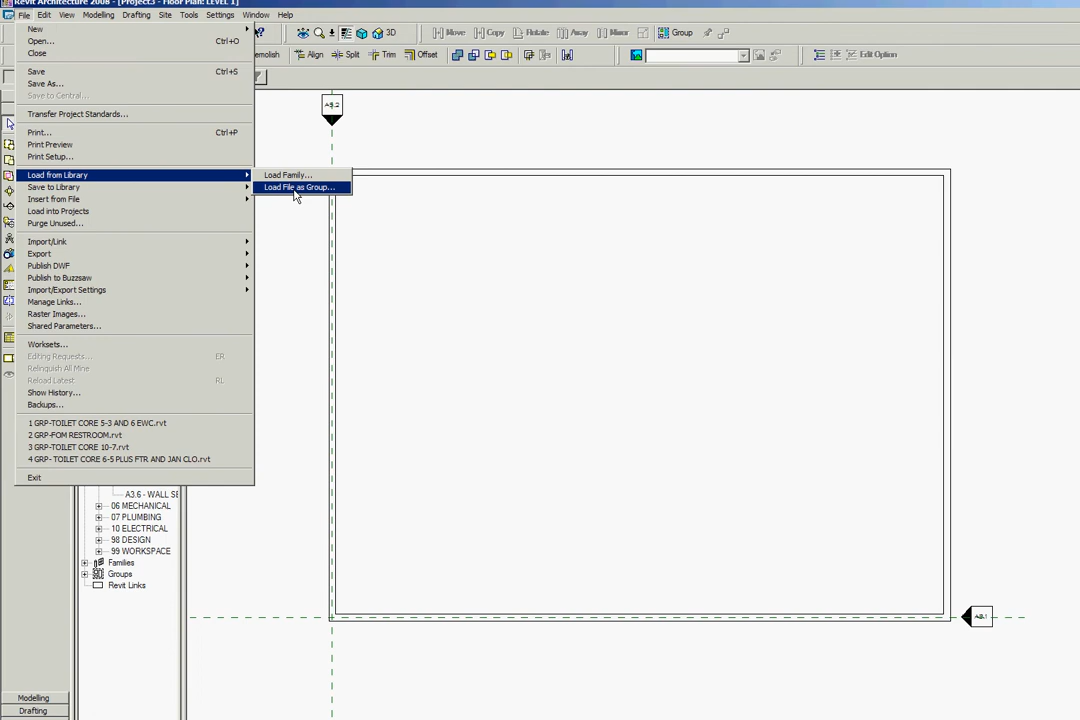 Revit Architecture 2008 - [Project3 - Floor Plan: LEVEL 1]
File Edit View Modelling Drafting Site Tools Settings Window Help
3D Move Copy Rotate Array Mirror Group
Demolish Align Split Trim Offset Edit Option
New
Open... Ctrl+O
Close
Save Ctrl+S
Save As...
Save to Central...
Transfer Project Standards...
Print... Ctrl+P
Print Preview
Print Setup...
Load from Library
Save to Library
Insert from File
Load into Projects
Purge Unused...
Import/Link
Export
Publish DWF
Publish to Buzzsaw
Import/Export Settings
Manage Links...
Raster Images...
Shared Parameters...
Worksets...
Editing Requests... ER
Relinquish All Mine
Reload Latest RL
Show History...
Backups...
1 GRP-TOILET CORE 5-3 AND 6 EWC.rvt
2 GRP-FOM RESTROOM.rvt
3 GRP-TOILET CORE 10-7.rvt
4 GRP- TOILET CORE 6-5 PLUS FTR AND JAN CLO.rvt
Exit
Load Family...
Load File as Group...
A3.6 - WALL SE
06 MECHANICAL
07 PLUMBING
10 ELECTRICAL
98 DESIGN
99 WORKSPACE
Families
Groups
Revit Links
Modelling
Drafting